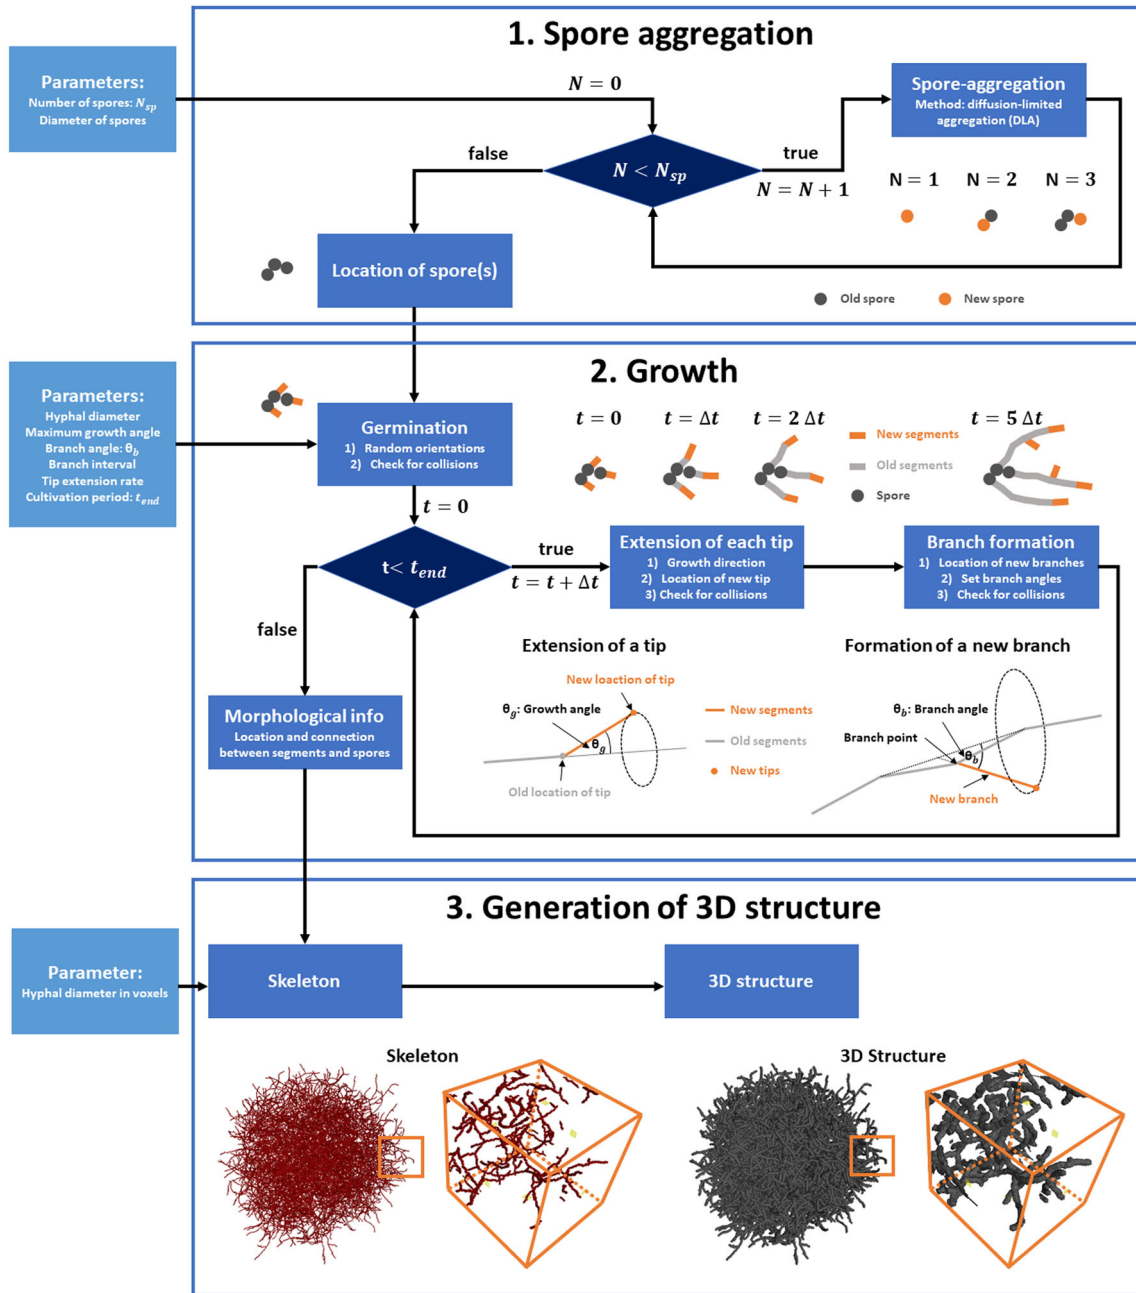 1. Spore aggregation
Parameters:
Number of spores: N_sp
Diameter of spores
N = 0
Spore-aggregation
Method: diffusion-limited
aggregation (DLA)
false
true
N < N_sp
N = N + 1
N = 1
N = 2
N = 3
Location of spore(s)
Old spore
New spore
2. Growth
Parameters:
Hyphal diameter
Maximum growth angle
Branch angle: θ_b
Branch interval
Tip extension rate
Cultivation period: t_end
Germination
1) Random orientations
2) Check for collisions
t = 0
t = Δt
t = 2 Δt
t = 5 Δt
New segments
Old segments
Spore
t = 0
t< t_end
true
t = t + Δt
false
Extension of each tip
1) Growth direction
2) Location of new tip
3) Check for collisions
Branch formation
1) Location of new branches
2) Set branch angles
3) Check for collisions
Extension of a tip
New loaction of tip
θ_g: Growth angle
θ_g
Old location of tip
New segments
Old segments
New tips
Formation of a new branch
θ_b: Branch angle
Branch point
θ_b
New branch
Morphological info
Location and connection
between segments and spores
3. Generation of 3D structure
Parameter:
Hyphal diameter in voxels
Skeleton
3D structure
Skeleton
3D Structure